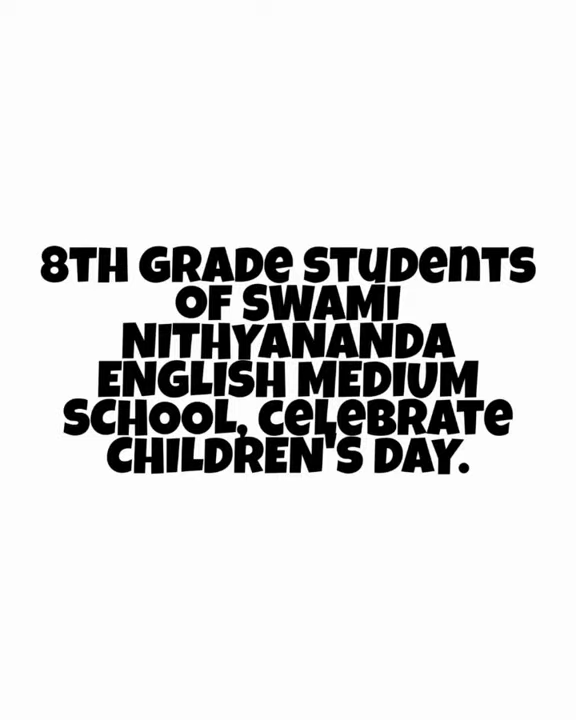 8TH GRADE STUDENTS
OF SWAMI
NITHYANANDA
ENGLISH MEDIUM
SCHOOL, CELEBRATE
CHILDREN'S DAY.